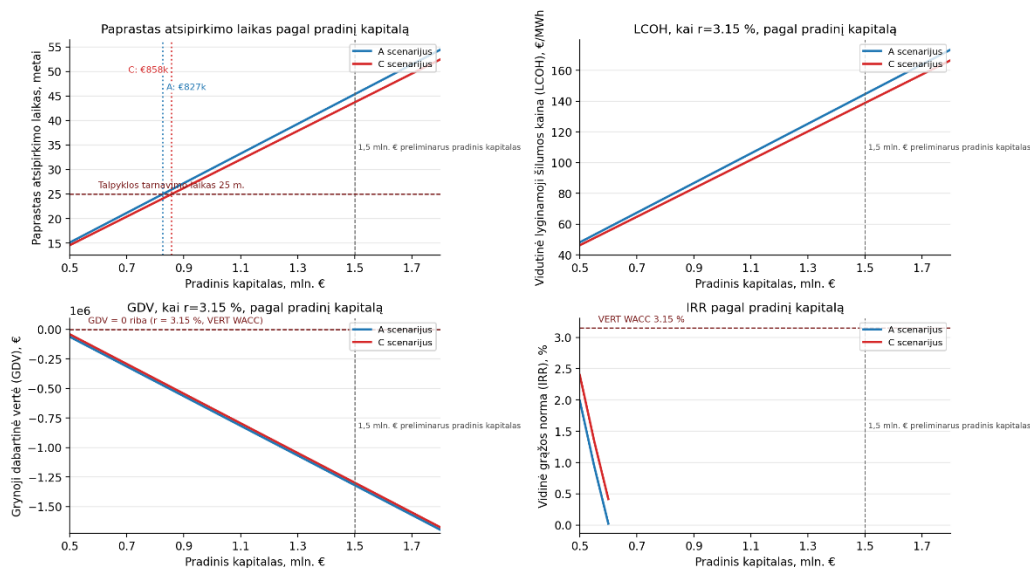 Paprastas atsipirkimo laikas pagal pradinį kapitalą
Paprastas atsipirkimo laikas, metai
55
50
45
40
35
30
25
20
15
A scenarijus
C scenarijus
C: €858k
A: €827k
1,5 mln. € preliminarus pradinis kapitalas
Talpyklos tarnavimo laikas 25 m.
0.5 0.7 0.9 1.1 1.3 1.5 1.7
Pradinis kapitalas, mln. €
LCOH, kai r=3.15 %, pagal pradinį kapitalą
Vidutinė lyginamoji šilumos kaina (LCOH), €/MWh
160
140
120
100
80
60
40
A scenarijus
C scenarijus
1,5 mln. € preliminarus pradinis kapitalas
0.5 0.7 0.9 1.1 1.3 1.5 1.7
Pradinis kapitalas, mln. €
GDV, kai r=3.15 %, pagal pradinį kapitalą
1e6
Grynoji dabartinė vertė (GDV), €
0.00
−0.25
−0.50
−0.75
−1.00
−1.25
−1.50
GDV = 0 riba (r = 3.15 %, VERT WACC)
A scenarijus
C scenarijus
1,5 mln. € preliminarus pradinis kapitalas
0.5 0.7 0.9 1.1 1.3 1.5 1.7
Pradinis kapitalas, mln. €
IRR pagal pradinį kapitalą
Vidinė grąžos norma (IRR), %
3.0
2.5
2.0
1.5
1.0
0.5
0.0
VERT WACC 3.15 %
A scenarijus
C scenarijus
1,5 mln. € preliminarus pradinis kapitalas
0.5 0.7 0.9 1.1 1.3 1.5 1.7
Pradinis kapitalas, mln. €